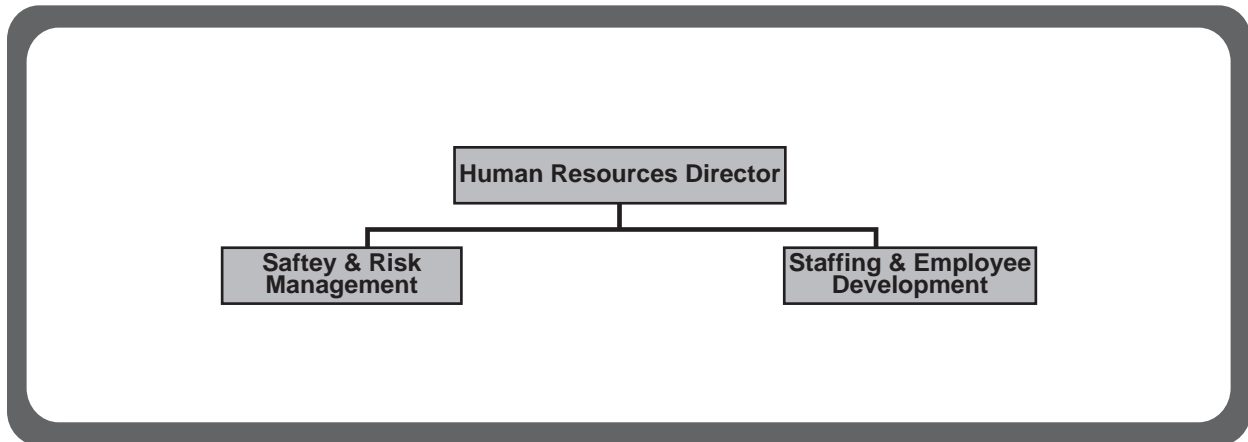 Human Resources Director
Saftey & Risk
Management
Staffing & Employee
Development